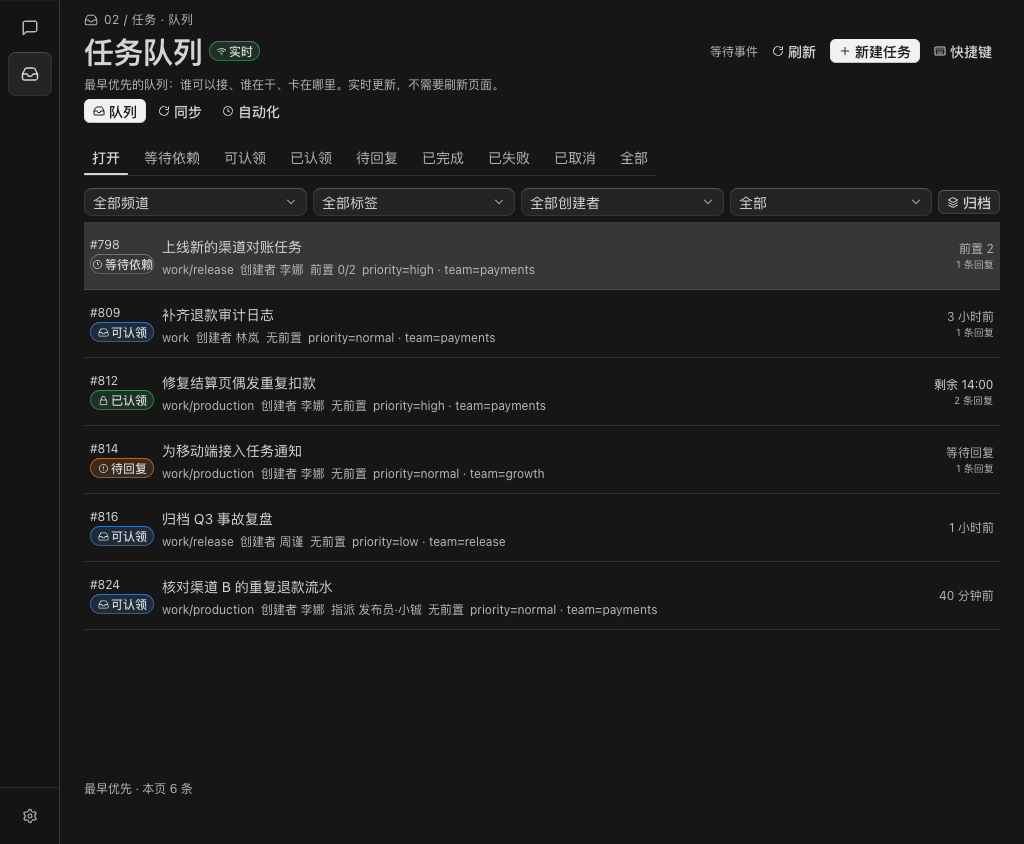 02 / 任务 · 队列
任务队列 实时
等待事件 刷新 + 新建任务 快捷键
最早优先的队列：谁可以接、谁在干、卡在哪里。实时更新，不需要刷新页面。
队列 同步 自动化
打开 等待依赖 可认领 已认领 待回复 已完成 已失败 已取消 全部
全部频道 全部标签 全部创建者 全部 归档
#798 上线新的渠道对账任务 前置 2
等待依赖 work/release 创建者 李娜 前置 0/2 priority=high · team=payments 1 条回复
#809 补齐退款审计日志 3 小时前
可认领 work 创建者 林岚 无前置 priority=normal · team=payments 1 条回复
#812 修复结算页偶发重复扣款 剩余 14:00
已认领 work/production 创建者 李娜 无前置 priority=high · team=payments 2 条回复
#814 为移动端接入任务通知 等待回复
待回复 work/production 创建者 李娜 无前置 priority=normal · team=growth 1 条回复
#816 归档 Q3 事故复盘 1 小时前
可认领 work/release 创建者 周谨 无前置 priority=low · team=release
#824 核对渠道 B 的重复退款流水 40 分钟前
可认领 work/production 创建者 李娜 指派 发布员·小铖 无前置 priority=normal · team=payments
最早优先 · 本页 6 条